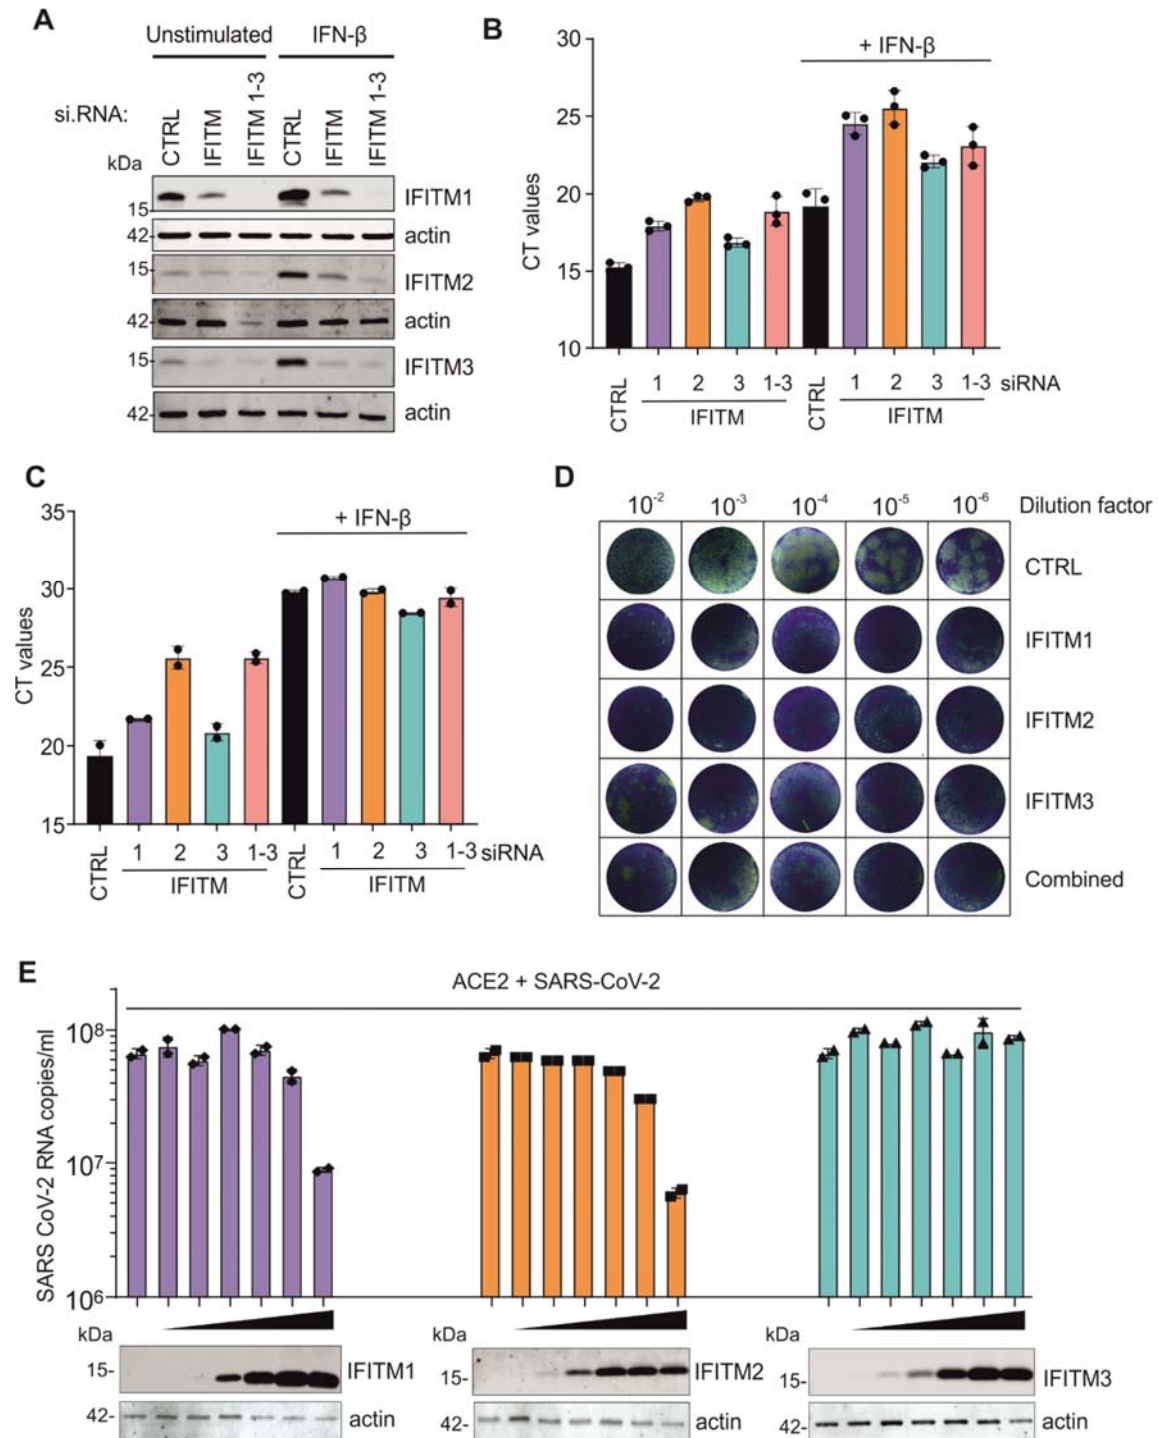 A
Unstimulated IFN-β
si.RNA:
CTRL IFITM IFITM 1-3 CTRL IFITM IFITM 1-3
kDa
15 IFITM1
42 actin
15 IFITM2
42 actin
15 IFITM3
42 actin
B
+ IFN-β
CT values
30
25
20
15
10
CTRL 1 2 3 1-3 CTRL 1 2 3 1-3 siRNA
IFITM IFITM
C
+ IFN-β
CT values
35
30
25
20
15
CTRL 1 2 3 1-3 CTRL 1 2 3 1-3 siRNA
IFITM IFITM
D
10⁻² 10⁻³ 10⁻⁴ 10⁻⁵ 10⁻⁶ Dilution factor
CTRL
IFITM1
IFITM2
IFITM3
Combined
E
ACE2 + SARS-CoV-2
SARS CoV-2 RNA copies/ml
10⁸
10⁷
10⁶
kDa kDa kDa
15- IFITM1 15- IFITM2 15- IFITM3
42- actin 42- actin 42- actin